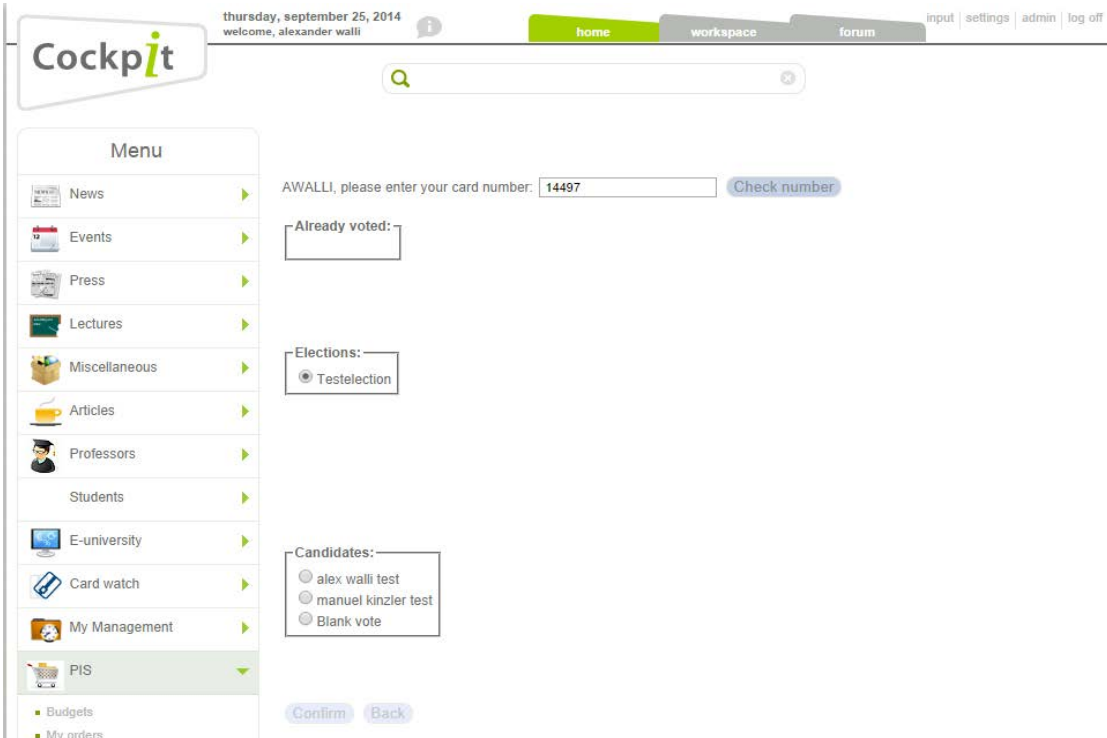 thursday, september 25, 2014
welcome, alexander walli
home
workspace
forum
input
settings
admin
log off
Cockpit
Menu
News
Events
Press
Lectures
Miscellaneous
Articles
Professors
Students
E-university
Card watch
My Management
PIS
Budgets
My orders
AWALLI, please enter your card number: 14497 Check number
Already voted:
Elections:
Testelection
Candidates:
alex walli test
manuel kinzler test
Blank vote
Confirm Back